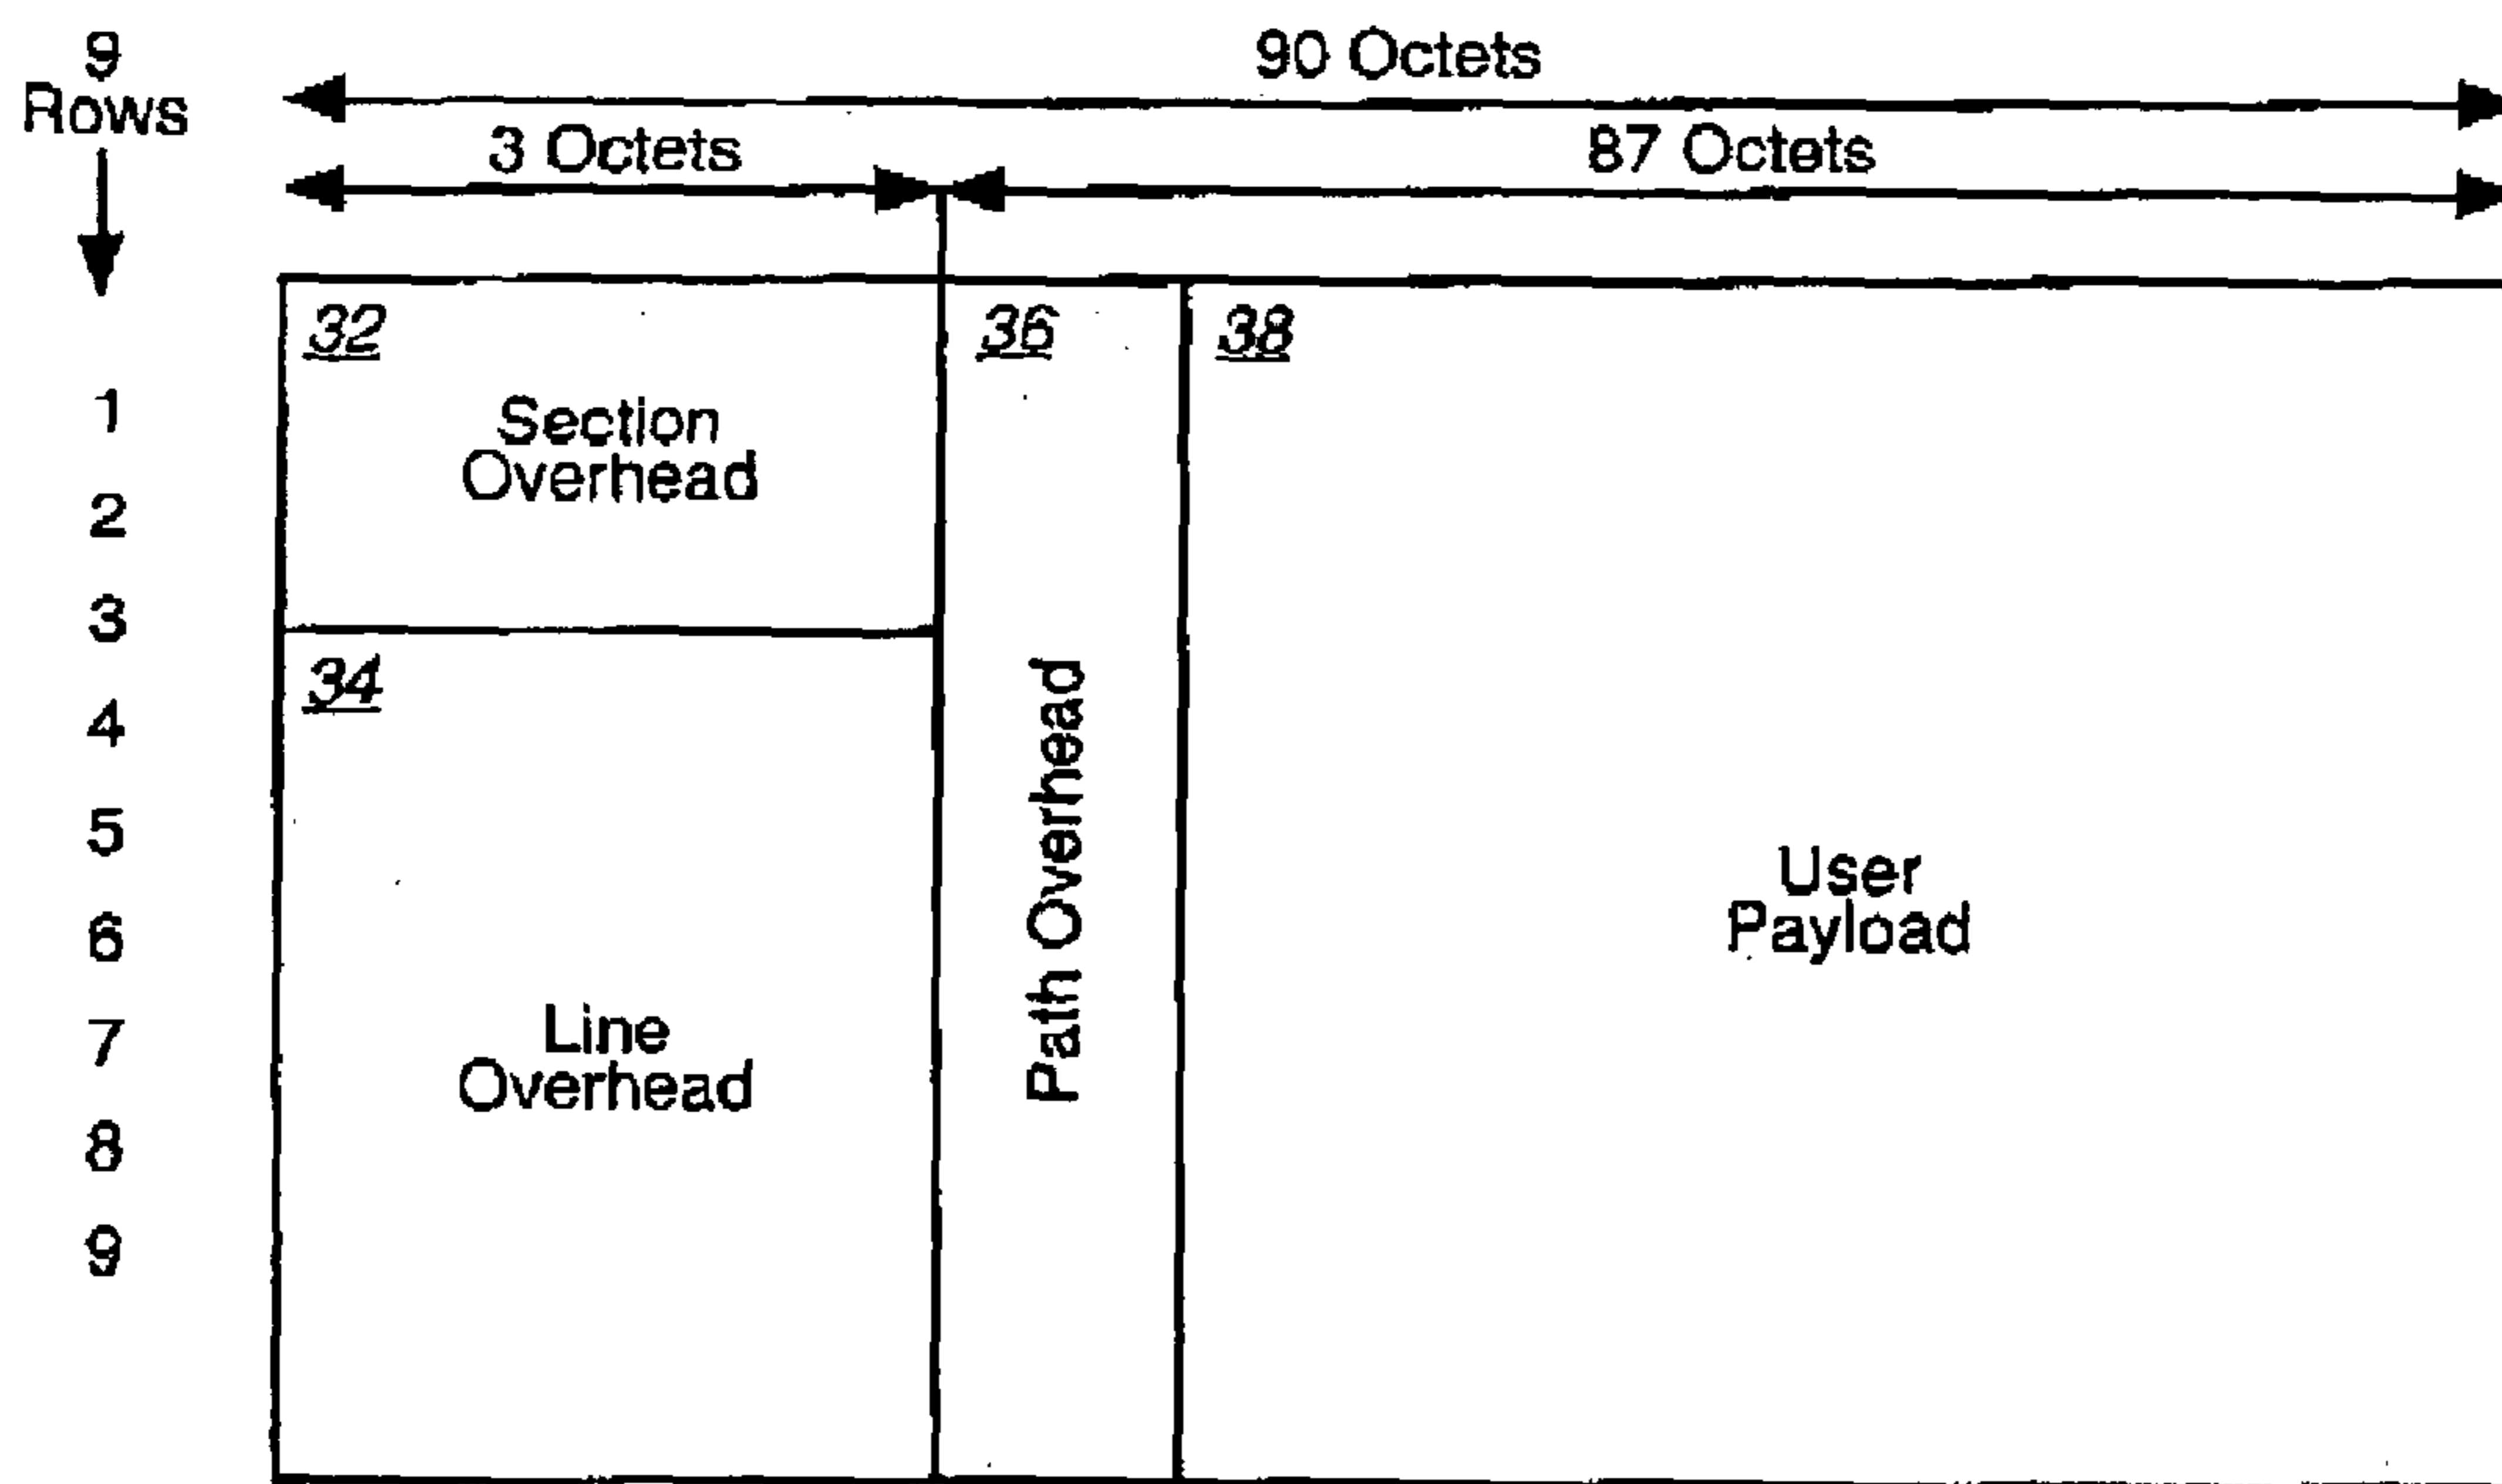 9
Rows
90 Octets
3 Octets
87 Octets
32
36
38
Section
Overhead
34
Line
Overhead
Path Overhead
User
Payload
1
2
3
4
5
6
7
8
9